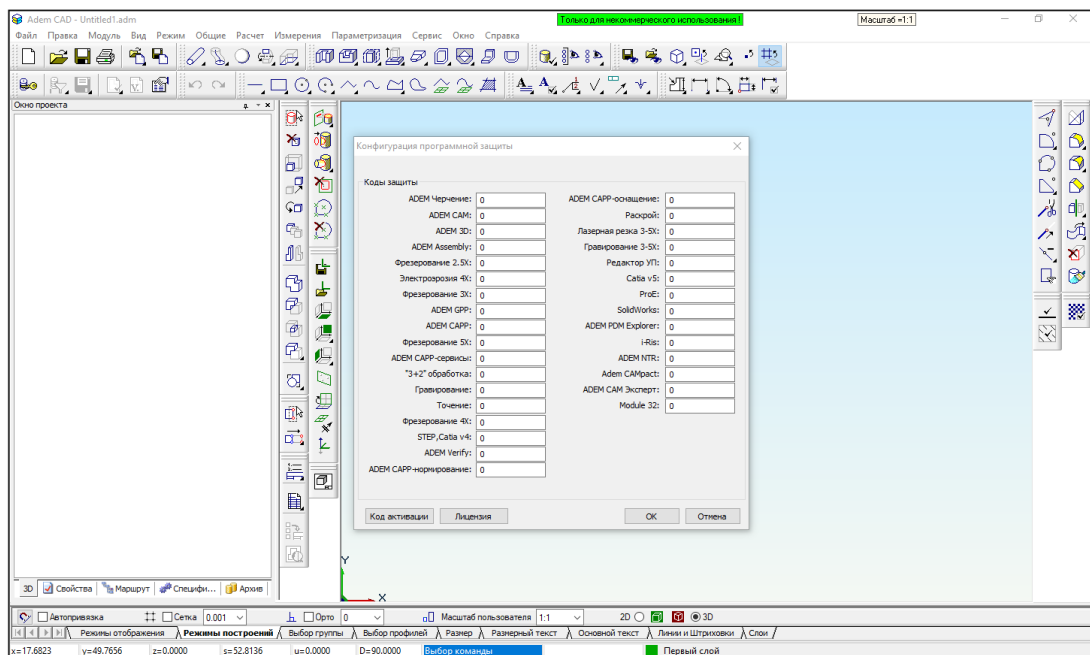 Adem CAD - Untitled1.adm
Только для некоммерческого использования!
Масштаб =1:1
Файл Правка Модуль Вид Режим Общие Расчет Измерения Параметризация Сервис Окно Справка
Окно проекта
Конфигурация программной защиты
Коды защиты
ADEM Черчение: 0
ADEM CAM: 0
ADEM 3D: 0
ADEM Assembly: 0
Фрезерование 2.5X: 0
Электроэрозия 4X: 0
Фрезерование 3X: 0
ADEM GPP: 0
ADEM CAPP: 0
Фрезерование 5X: 0
ADEM CAPP-сервисы: 0
"3+2" обработка: 0
Гравирование: 0
Точение: 0
Фрезерование 4X: 0
STEP,Catia v4: 0
ADEM Verify: 0
ADEM CAPP-нормирование: 0
ADEM CAPP-оснащение: 0
Раскрой: 0
Лазерная резка 3-5X: 0
Гравирование 3-5X: 0
Редактор УП: 0
Catia v5: 0
ProE: 0
SolidWorks: 0
ADEM PDM Explorer: 0
i-Ris: 0
ADEM NTR: 0
Adem CAMpact: 0
ADEM CAM Эксперт: 0
Module 32: 0
Код активации Лицензия OK Отмена
Y
X
3D Свойства Маршрут Специфи... Архив
Автопривязка Сетка 0.001 Орто 0 Масштаб пользователя 1:1 2D 3D
Режимы отображения Режимы построений Выбор группы Выбор профилей Размер Размерный текст Основной текст Линии и Штриховки Слои
x=17.6823 y=49.7656 z=0.0000 s=52.8136 u=0.0000 D=90.0000 Выбор команды Первый слой